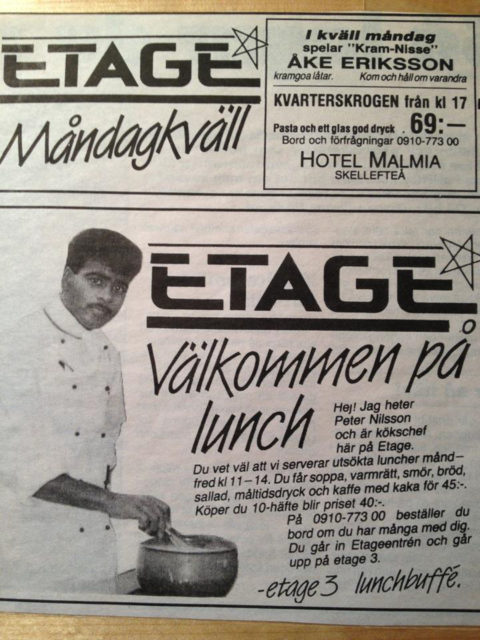 ETAGE
Måndagkväll
I kväll måndag
spelar "Kram-Nisse"
ÅKE ERIKSSON
kramgoa låtar. Kom och håll om varandra
KVARTERSKROGEN från kl 17
Pasta och ett glas god dryck . 69:—
Bord och förfrågningar 0910-773 00
HOTEL MALMIA
SKELLEFTEÅ
ETAGE
Välkommen på
lunch
Hej! Jag heter
Peter Nilsson
och är kökschef
här på Etage.
Du vet väl att vi serverar utsökta luncher månd–
fred kl 11–14. Du får soppa, varmrätt, smör, bröd,
sallad, måltidsdryck och kaffe med kaka för 45:-.
Köper du 10-häfte blir priset 40:-.
På 0910-773 00 beställer du
bord om du har många med dig.
Du går in Etageentrén och går
upp på etage 3.
-etage 3 lunchbuffé.